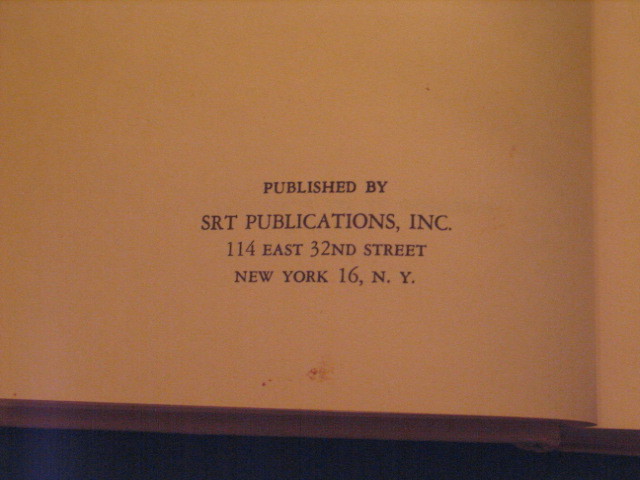 PUBLISHED BY
SRT PUBLICATIONS, INC.
114 EAST 32ND STREET
NEW YORK 16, N. Y.